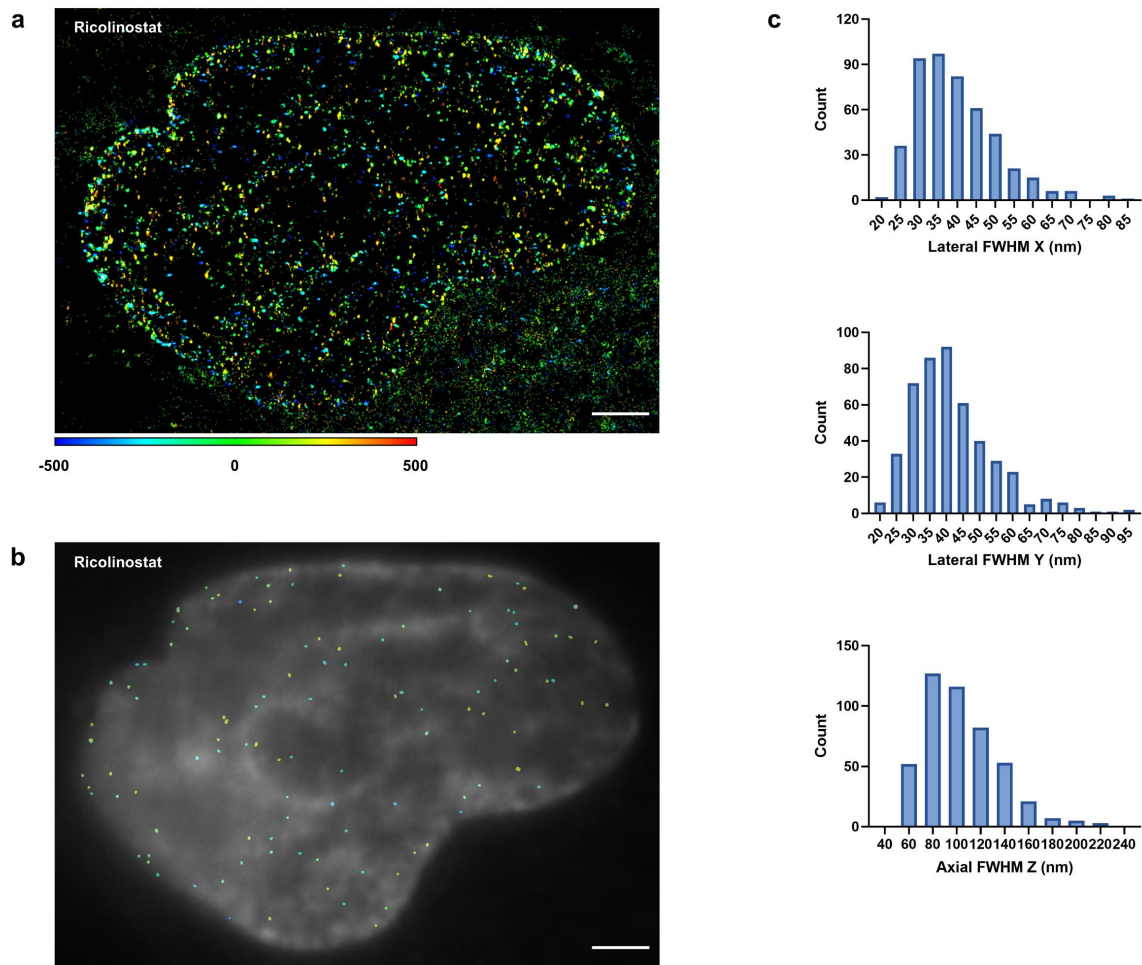 a
Ricolinostat
-500 0 500
b
Ricolinostat
c
120
90
60
30
0
Count
20 25 30 35 40 45 50 55 60 65 70 75 80 85
Lateral FWHM X (nm)
100
80
60
40
20
0
Count
20 25 30 35 40 45 50 55 60 65 70 75 80 85 90 95
Lateral FWHM Y (nm)
150
100
50
0
Count
40 60 80 100 120 140 160 180 200 220 240
Axial FWHM Z (nm)